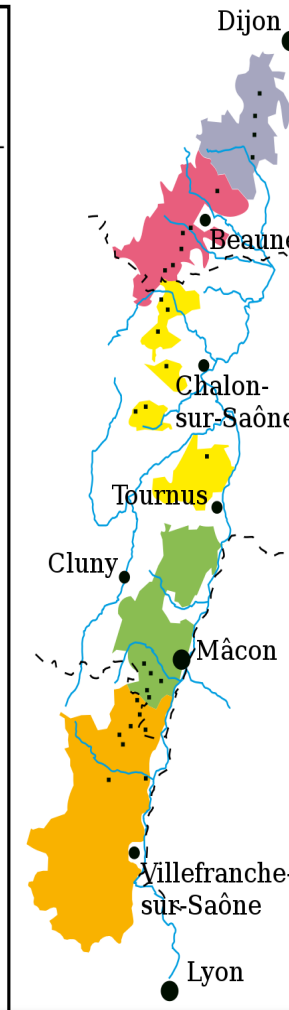 Dijon
Beaune
Chalon-
sur-Saône
Tournus
Cluny
Mâcon
Villefranche-
sur-Saône
Lyon